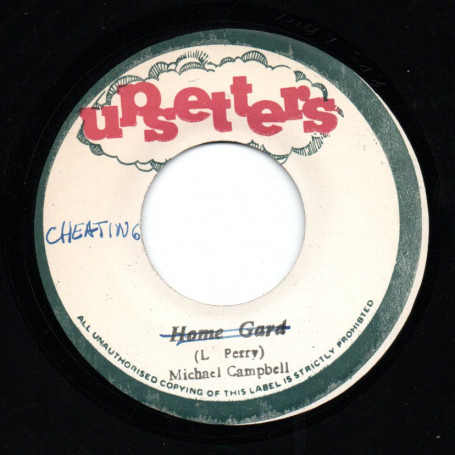 upsetters
CHEATING
Home Gard
(L Perry)
Michael Campbell
ALL UNAUTHORISED COPYING OF THIS LABEL IS STRICTLY PROHIBITED